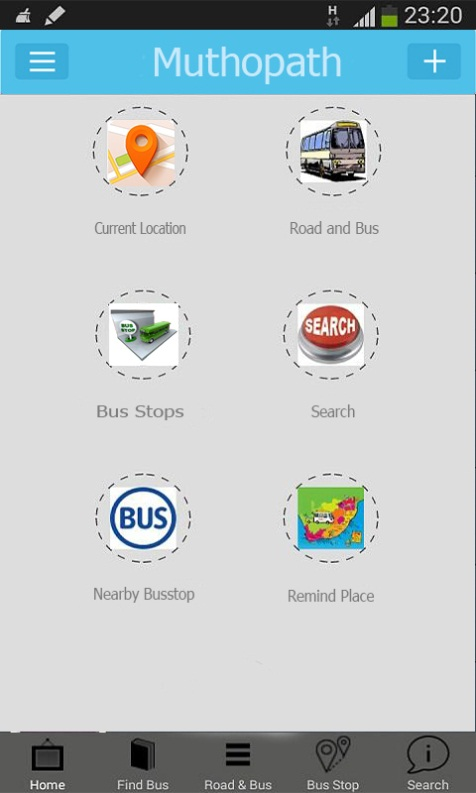 H 23:20
Muthopath
Current Location
Road and Bus
BUS STOP
SEARCH
Bus Stops
Search
BUS
Nearby Busstop
Remind Place
Home
Find Bus
Road & Bus
Bus Stop
Search